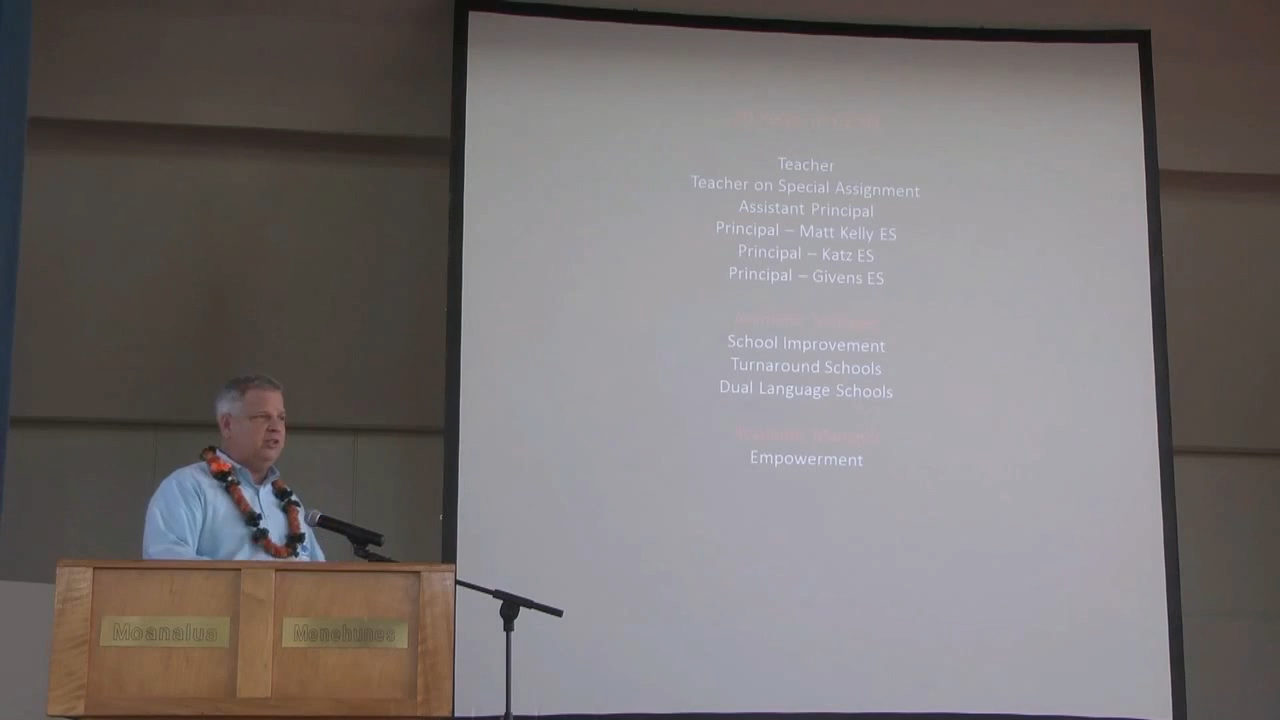 Teacher
Teacher on Special Assignment
Assistant Principal
Principal – Matt Kelly ES
Principal – Katz ES
Principal – Givens ES
School Improvement
Turnaround Schools
Dual Language Schools
Empowerment
Moanalua
Menehunes